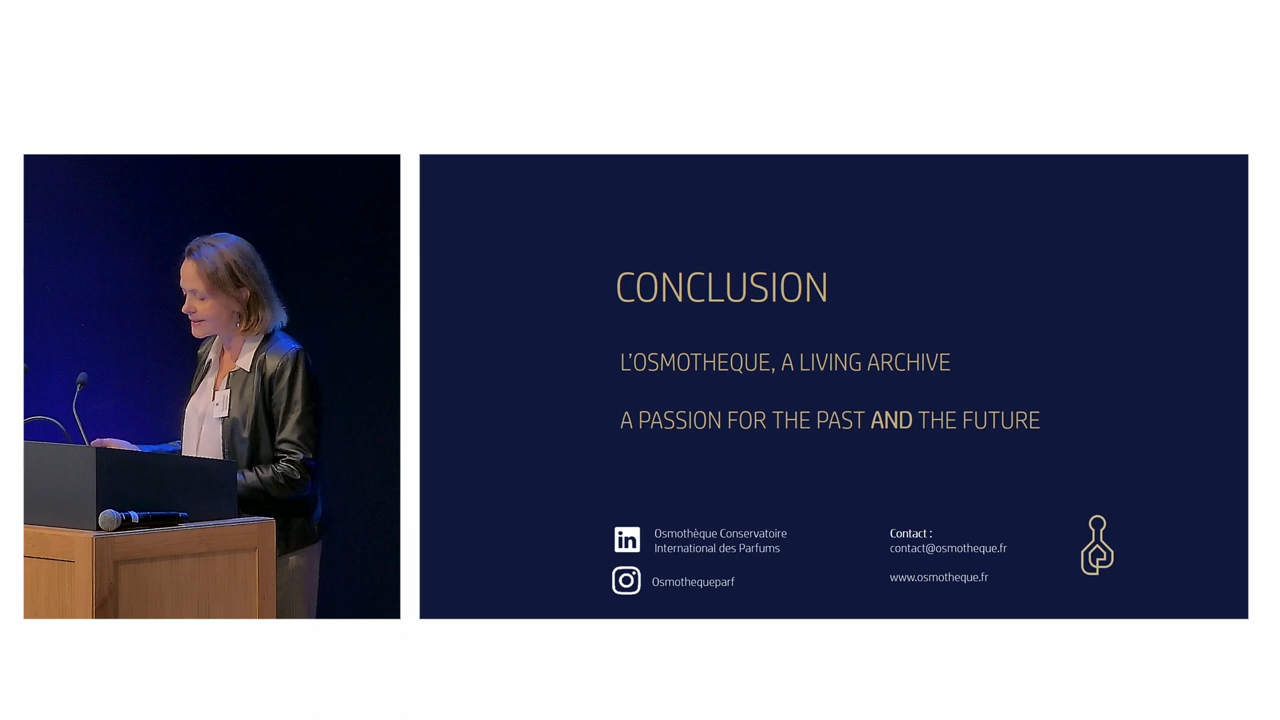 CONCLUSION
L'OSMOTHEQUE, A LIVING ARCHIVE
A PASSION FOR THE PAST AND THE FUTURE
Osmothèque Conservatoire
International des Parfums
Osmothequeparf
Contact :
contact@osmotheque.fr
www.osmotheque.fr